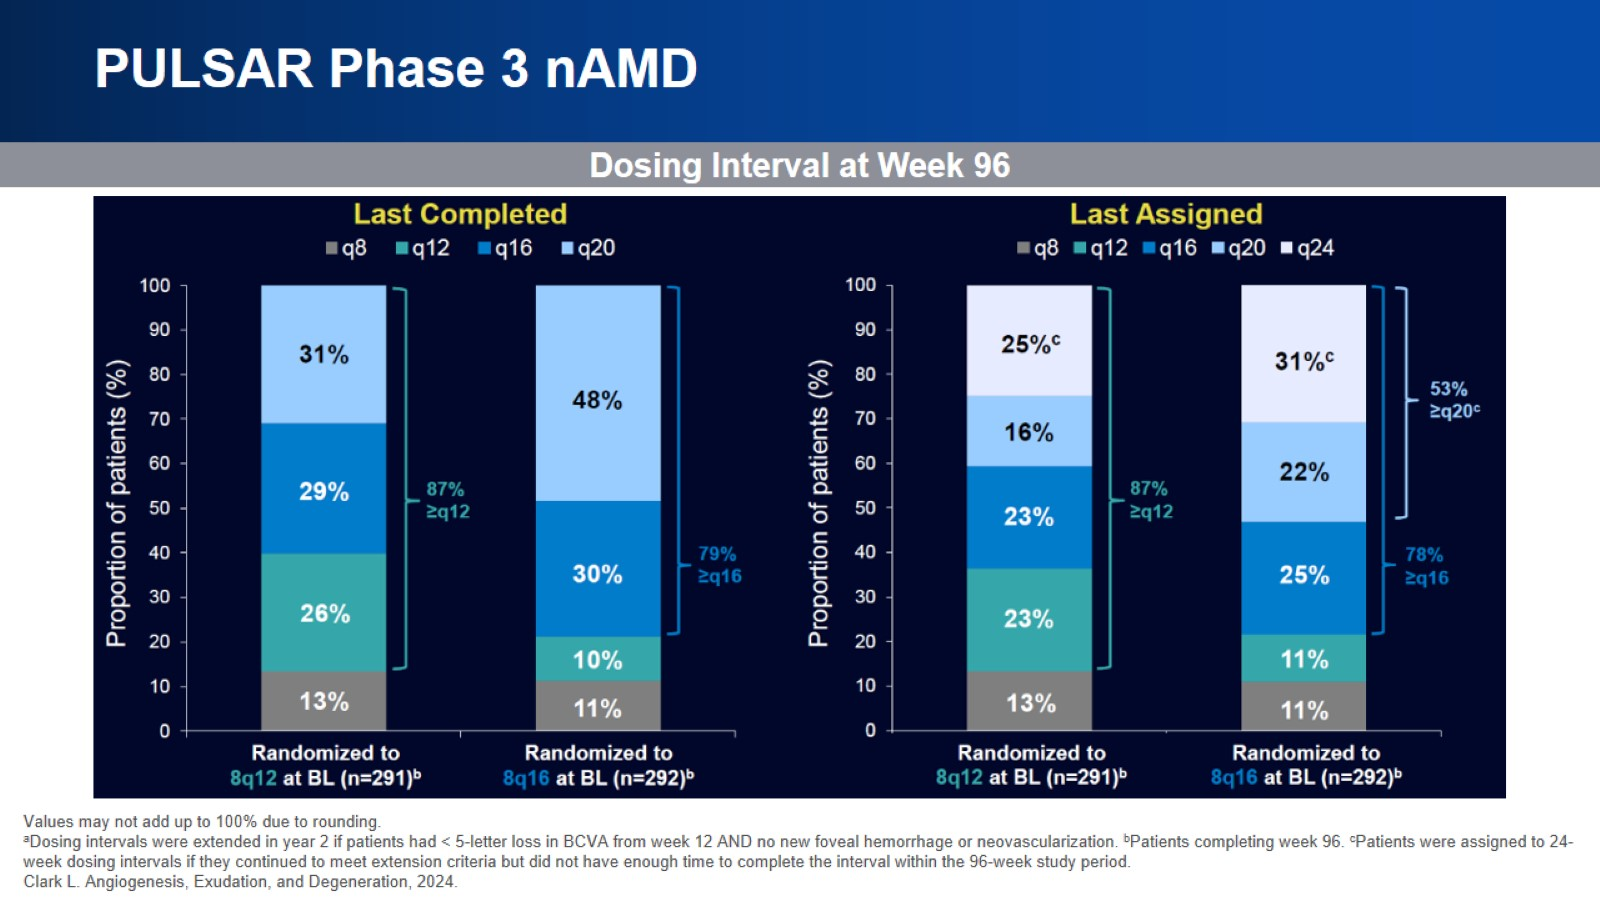 PULSAR Phase 3 nAMD
Dosing Interval at Week 96
Last Completed
q8 q12 q16 q20
Proportion of patients (%)
100
90
80
70
60
50
40
30
20
10
0
31%
29%
26%
13%
87%
≥q12
48%
30%
10%
11%
79%
≥q16
Randomized to
8q12 at BL (n=291)ᵇ
Randomized to
8q16 at BL (n=292)ᵇ
Last Assigned
q8 q12 q16 q20 q24
Proportion of patients (%)
100
90
80
70
60
50
40
30
20
10
0
25%ᶜ
16%
23%
23%
13%
87%
≥q12
31%ᶜ
22%
25%
11%
11%
53%
≥q20ᶜ
78%
≥q16
Randomized to
8q12 at BL (n=291)ᵇ
Randomized to
8q16 at BL (n=292)ᵇ
Values may not add up to 100% due to rounding.
ᵃDosing intervals were extended in year 2 if patients had < 5-letter loss in BCVA from week 12 AND no new foveal hemorrhage or neovascularization. ᵇPatients completing week 96. ᶜPatients were assigned to 24-
week dosing intervals if they continued to meet extension criteria but did not have enough time to complete the interval within the 96-week study period.
Clark L. Angiogenesis, Exudation, and Degeneration, 2024.